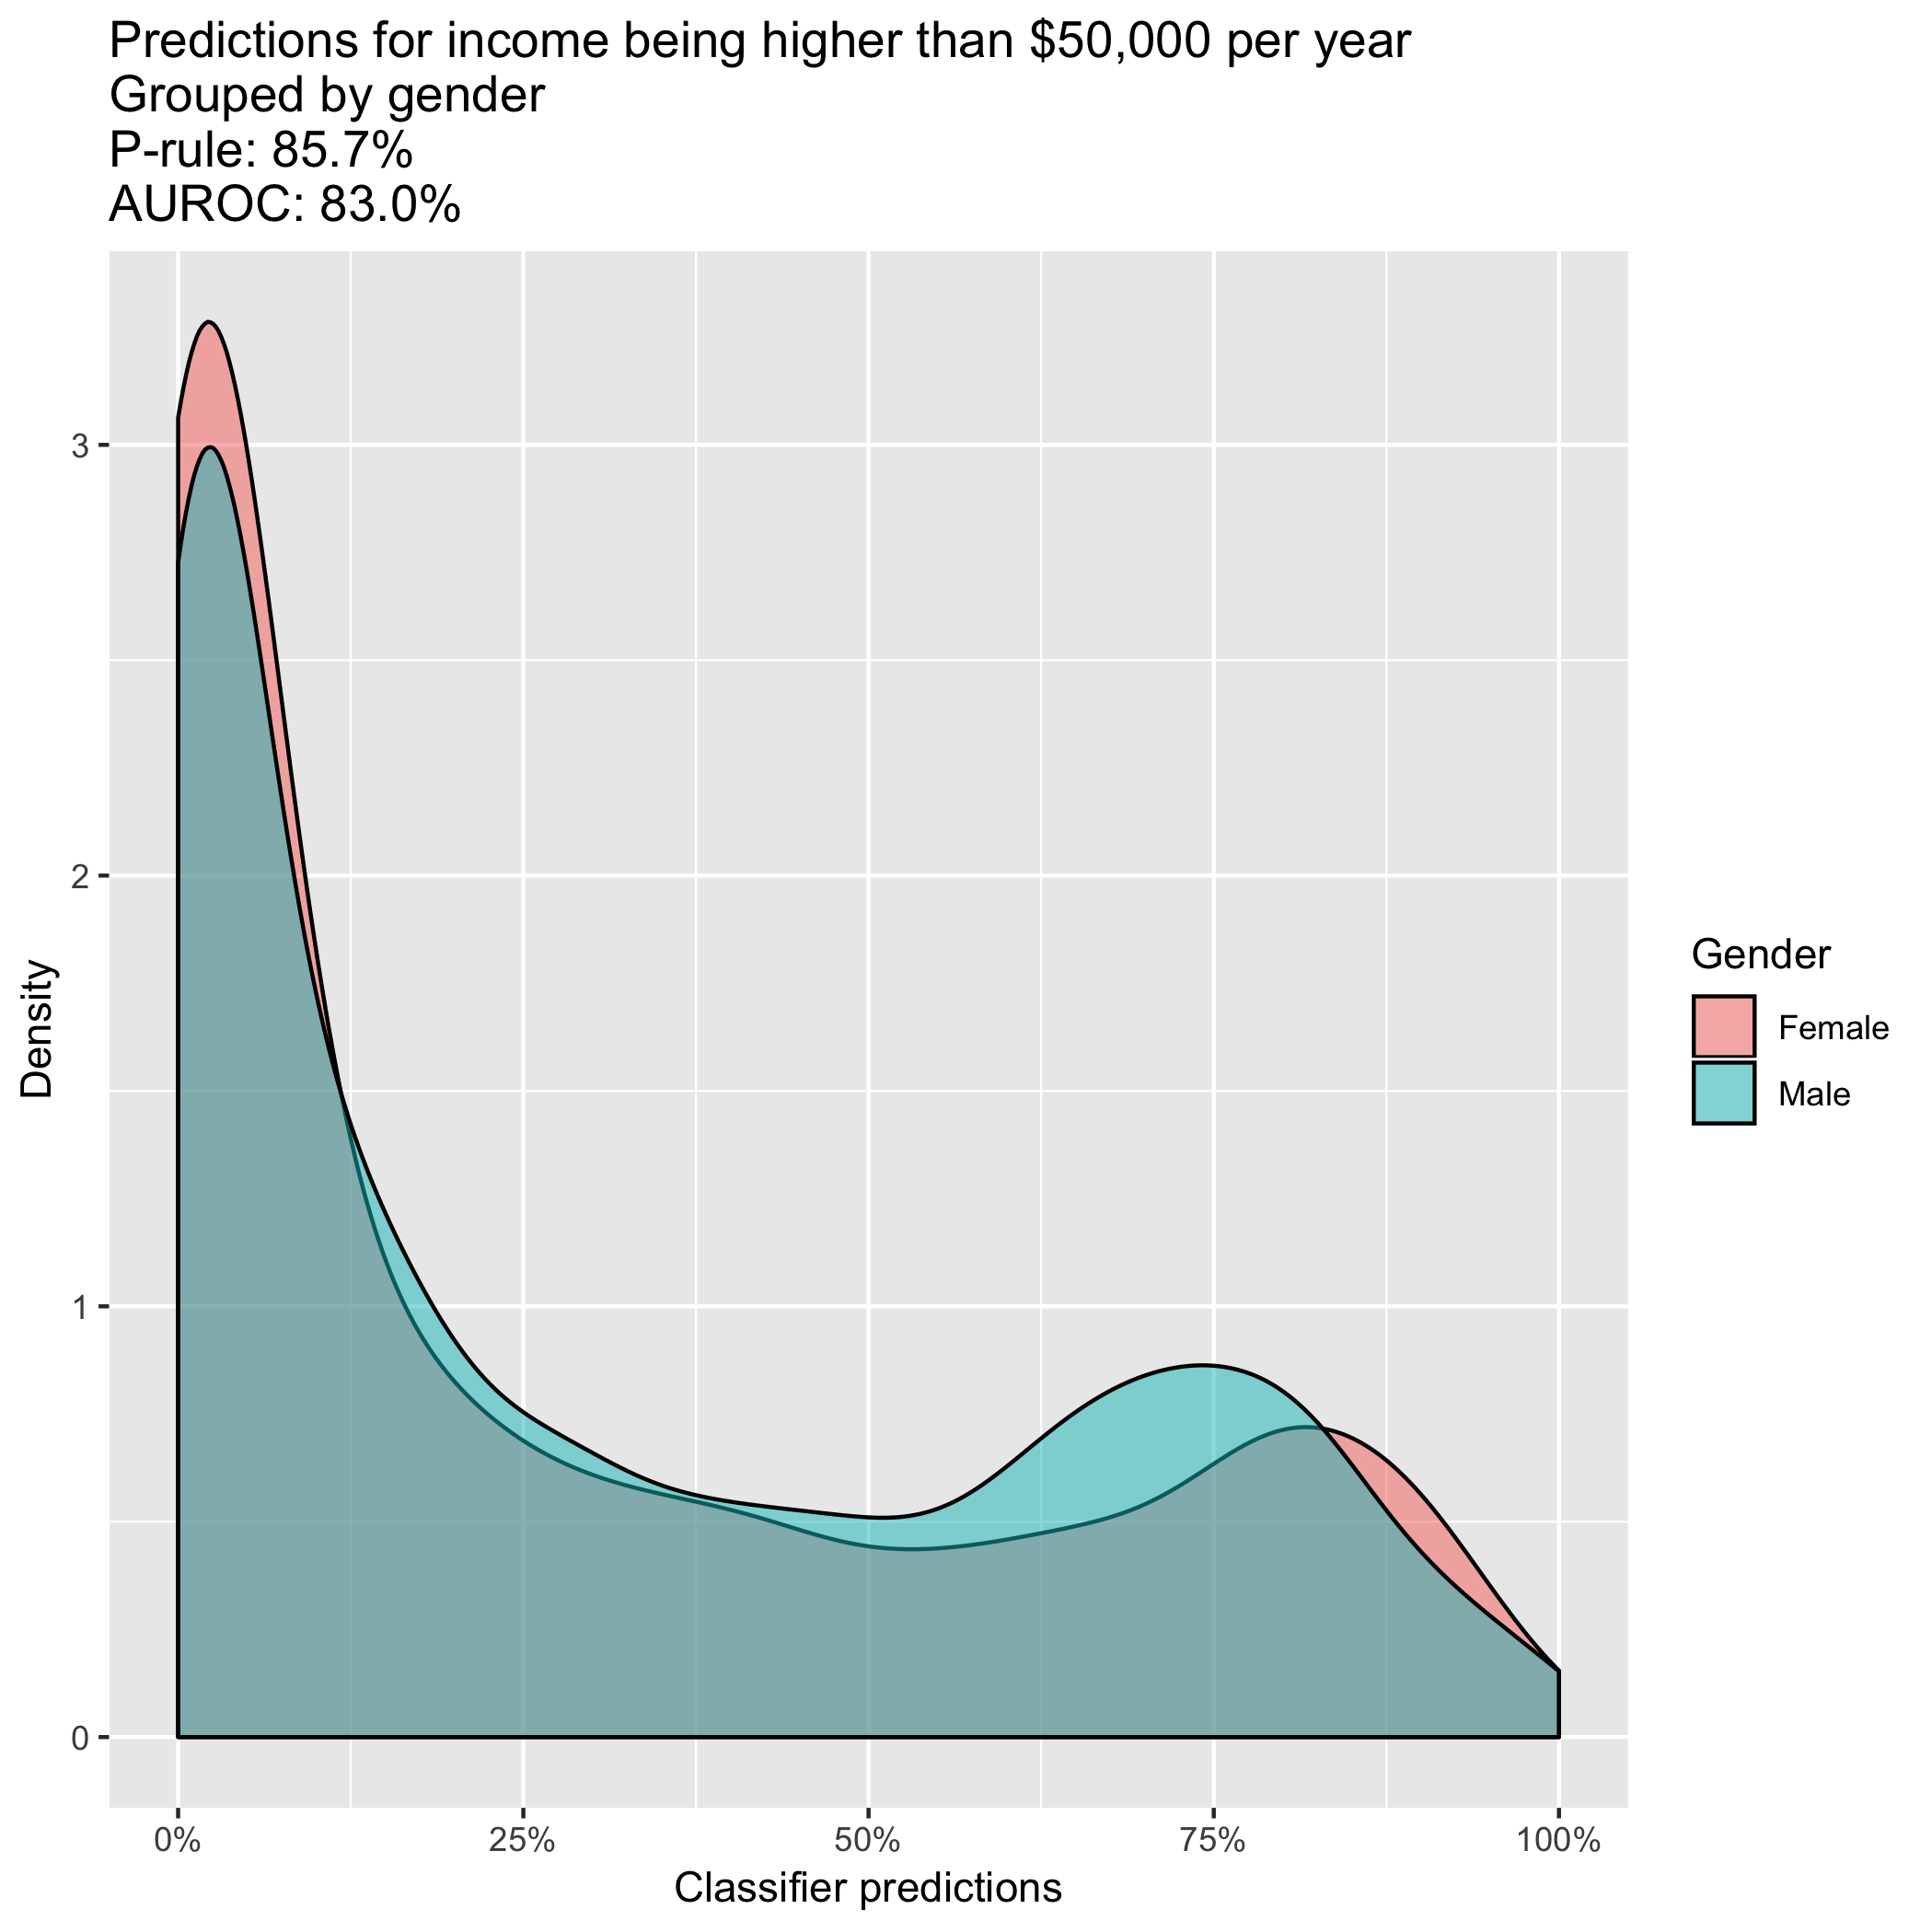 Predictions for income being higher than $50,000 per year
Grouped by gender
P-rule: 85.7%
AUROC: 83.0%
3
2
1
0
Density
0%
25%
50%
75%
100%
Classifier predictions
Gender
Female
Male